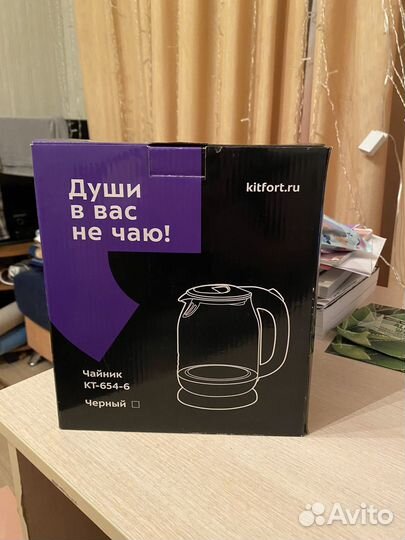 Души
в вас
не чаю!
kitfort.ru
Чайник
КТ-654-6
Черный
Avito